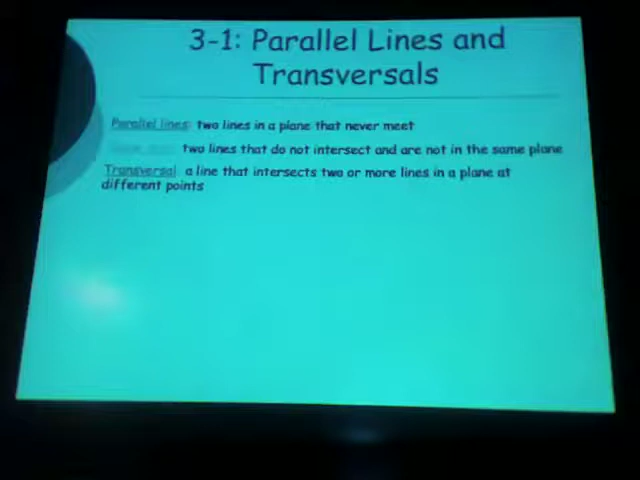 3-1: Parallel Lines and
Transversals
Parallel lines: two lines in a plane that never meet
two lines that do not intersect and are not in the same plane
Transversal: a line that intersects two or more lines in a plane at
different points